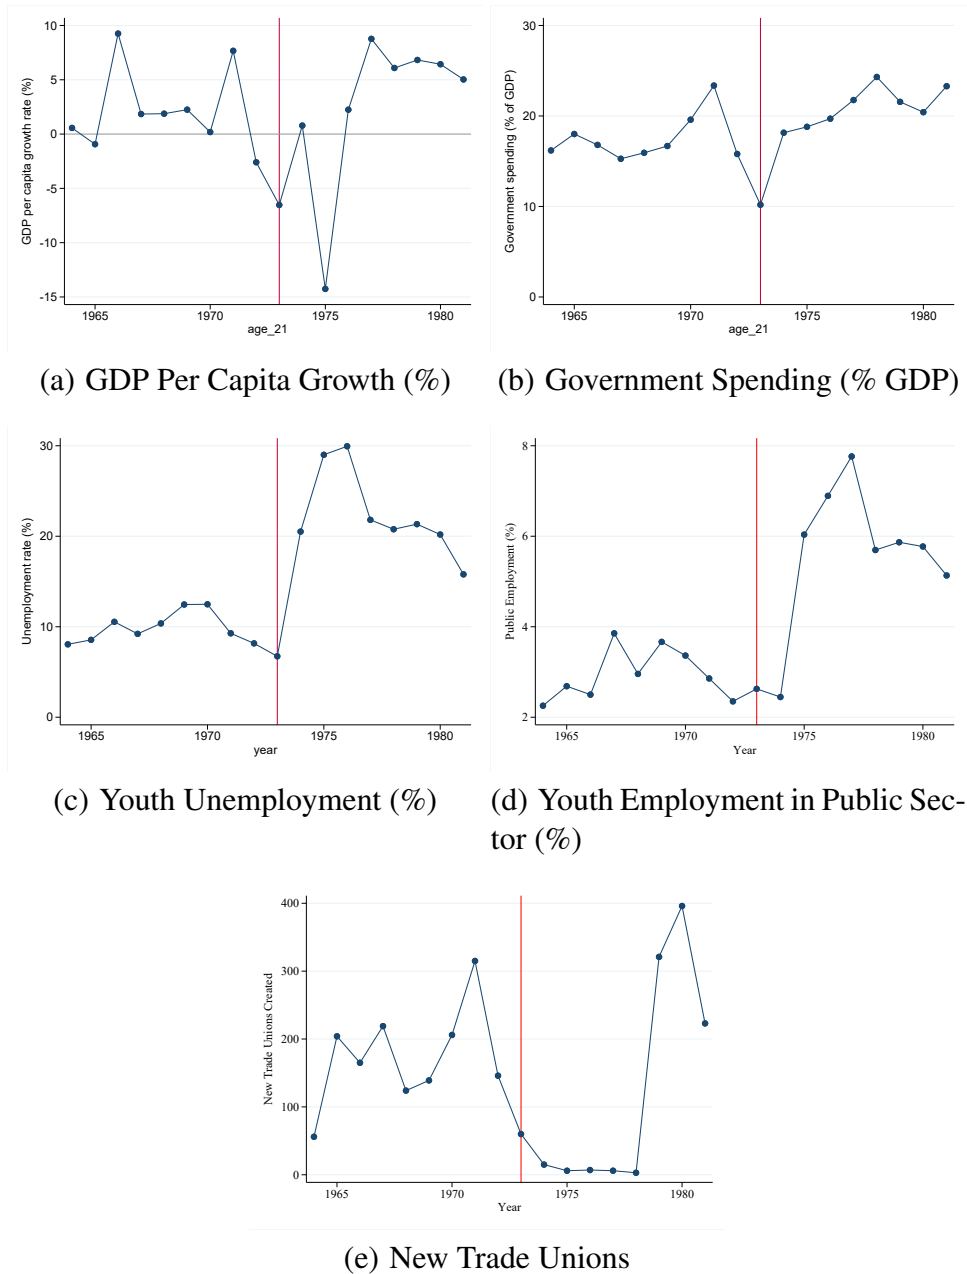 GDP per capita growth rate (%)
10
5
0
-5
-10
-15
1965 1970 1975 1980
age_21
(a) GDP Per Capita Growth (%)
Government spending (% of GDP)
30
20
10
0
1965 1970 1975 1980
age_21
(b) Government Spending (% GDP)
Unemployment rate (%)
30
20
10
0
1965 1970 1975 1980
year
(c) Youth Unemployment (%)
Public Employment (%)
8
6
4
2
1965 1970 1975 1980
Year
(d) Youth Employment in Public Sec-
tor (%)
New Trade Unions Created
400
300
200
100
0
1965 1970 1975 1980
Year
(e) New Trade Unions